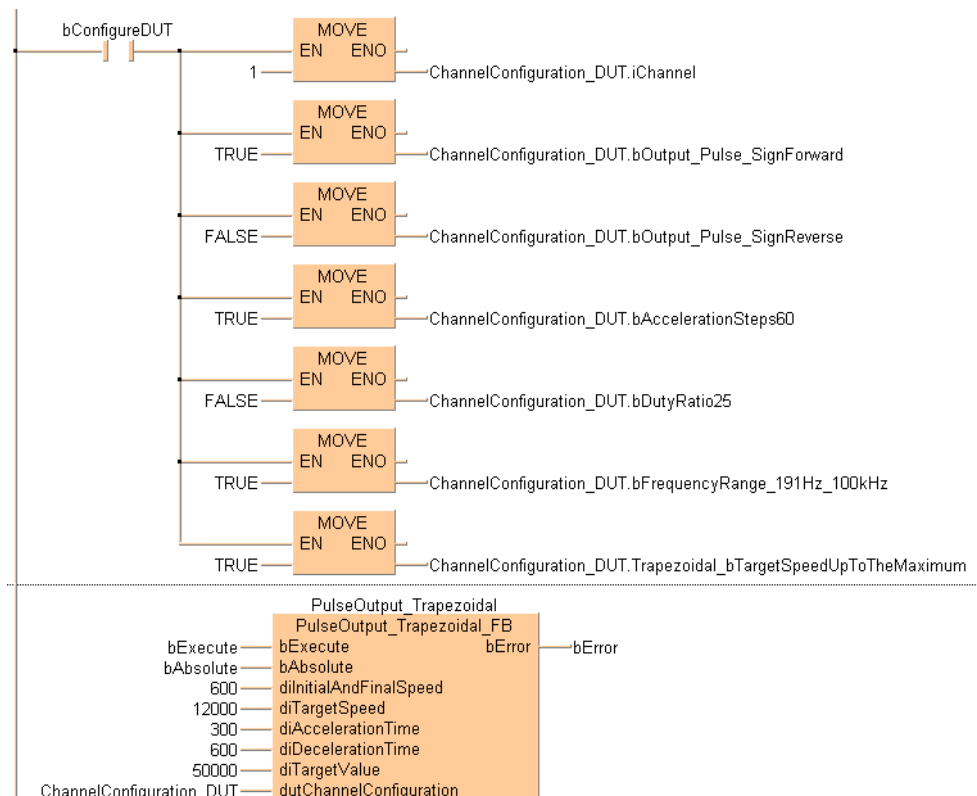 bConfigureDUT
MOVE
EN ENO
1 ChannelConfiguration_DUT.iChannel
MOVE
EN ENO
TRUE ChannelConfiguration_DUT.bOutput_Pulse_SignForward
MOVE
EN ENO
FALSE ChannelConfiguration_DUT.bOutput_Pulse_SignReverse
MOVE
EN ENO
TRUE ChannelConfiguration_DUT.bAccelerationSteps60
MOVE
EN ENO
FALSE ChannelConfiguration_DUT.bDutyRatio25
MOVE
EN ENO
TRUE ChannelConfiguration_DUT.bFrequencyRange_191Hz_100kHz
MOVE
EN ENO
TRUE ChannelConfiguration_DUT.Trapezoidal_bTargetSpeedUpToTheMaximum
PulseOutput_Trapezoidal
PulseOutput_Trapezoidal_FB
bExecute bExecute bError bError
bAbsolute bAbsolute
600 diInitialAndFinalSpeed
12000 diTargetSpeed
300 diAccelerationTime
600 diDecelerationTime
50000 diTargetValue
ChannelConfiguration_DUT dutChannelConfiguration